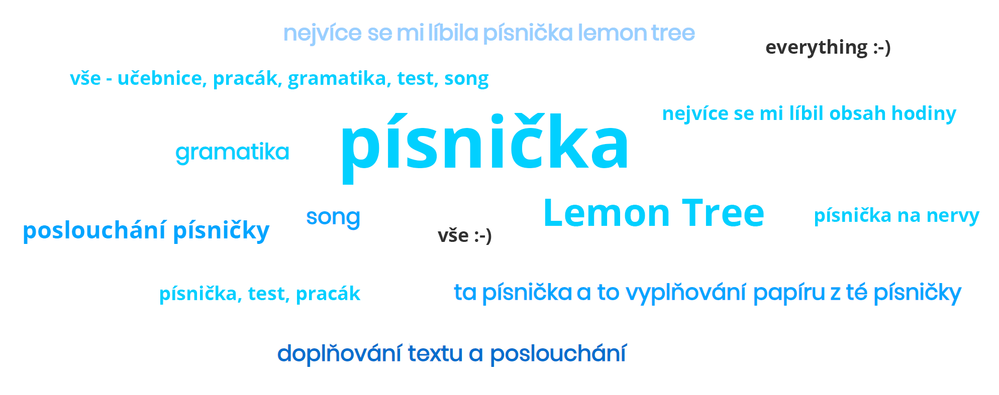 nejvíce se mi líbila písnička lemon tree
everything :-)
vše - učebnice, pracák, gramatika, test, song
nejvíce se mi líbil obsah hodiny
písnička
gramatika
Lemon Tree
písnička na nervy
song
poslouchání písničky
vše :-)
písnička, test, pracák
ta písnička a to vyplňování papíru z té písničky
doplňování textu a poslouchání